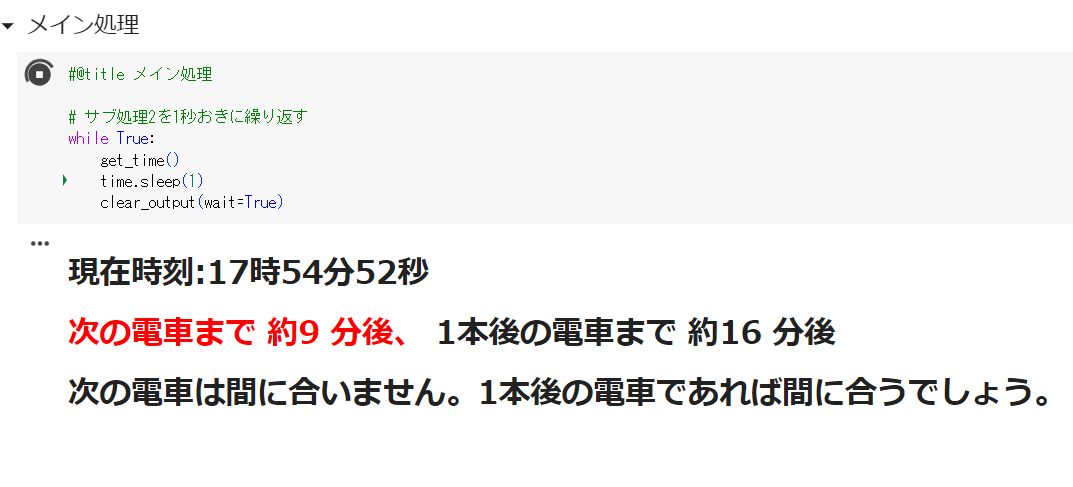 メイン処理
#@title メイン処理
# サブ処理2を1秒おきに繰り返す
while True:
    get_time()
    time.sleep(1)
    clear_output(wait=True)
現在時刻:17時54分52秒
次の電車まで 約9 分後、 1本後の電車まで 約16 分後
次の電車は間に合いません。1本後の電車であれば間に合うでしょう。